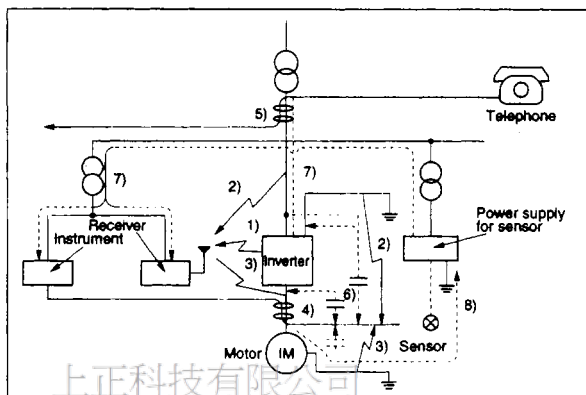 5)
Telephone
7)
2)
7)
Receiver
Instrument
1)
3)
Inverter
2)
Power supply
for sensor
6)
4)
8)
3)
Sensor
Motor
IM
上正科技有限公司